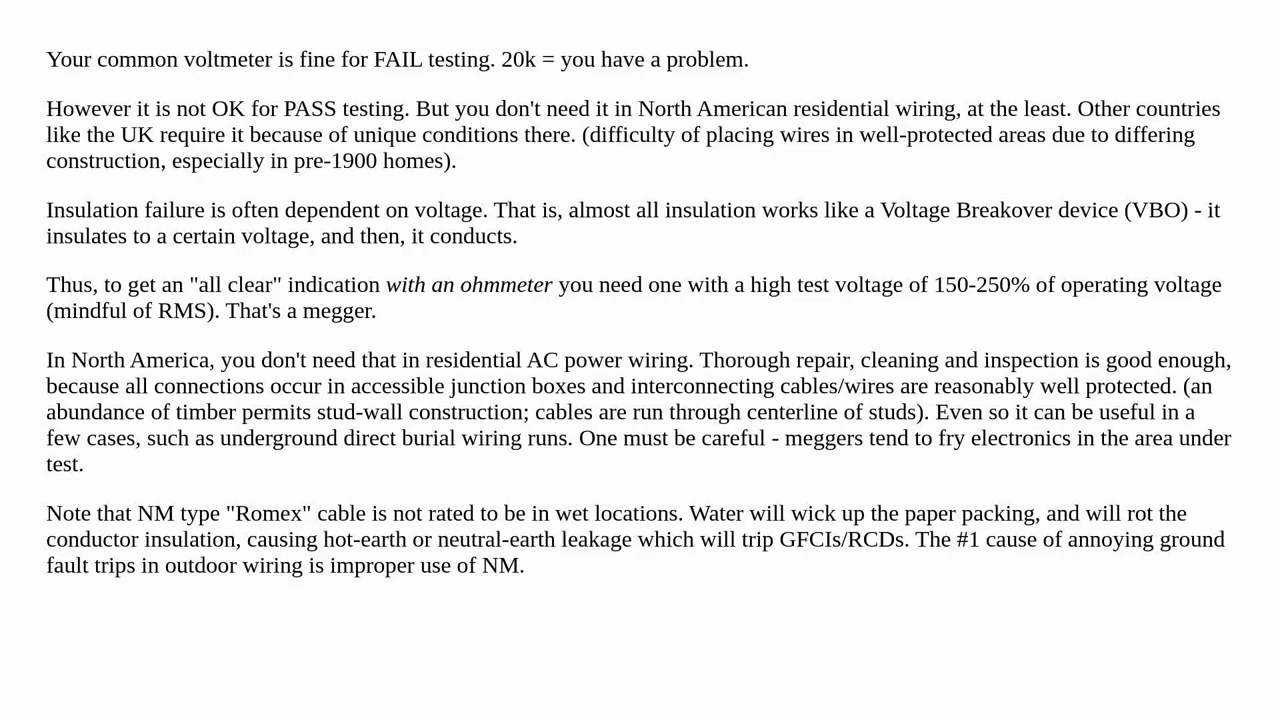 Your common voltmeter is fine for FAIL testing. 20k = you have a problem.
However it is not OK for PASS testing. But you don't need it in North American residential wiring, at the least. Other countries
like the UK require it because of unique conditions there. (difficulty of placing wires in well-protected areas due to differing
construction, especially in pre-1900 homes).
Insulation failure is often dependent on voltage. That is, almost all insulation works like a Voltage Breakover device (VBO) - it
insulates to a certain voltage, and then, it conducts.
Thus, to get an "all clear" indication with an ohmmeter you need one with a high test voltage of 150-250% of operating voltage
(mindful of RMS). That's a megger.
In North America, you don't need that in residential AC power wiring. Thorough repair, cleaning and inspection is good enough,
because all connections occur in accessible junction boxes and interconnecting cables/wires are reasonably well protected. (an
abundance of timber permits stud-wall construction; cables are run through centerline of studs). Even so it can be useful in a
few cases, such as underground direct burial wiring runs. One must be careful - meggers tend to fry electronics in the area under
test.
Note that NM type "Romex" cable is not rated to be in wet locations. Water will wick up the paper packing, and will rot the
conductor insulation, causing hot-earth or neutral-earth leakage which will trip GFCIs/RCDs. The #1 cause of annoying ground
fault trips in outdoor wiring is improper use of NM.